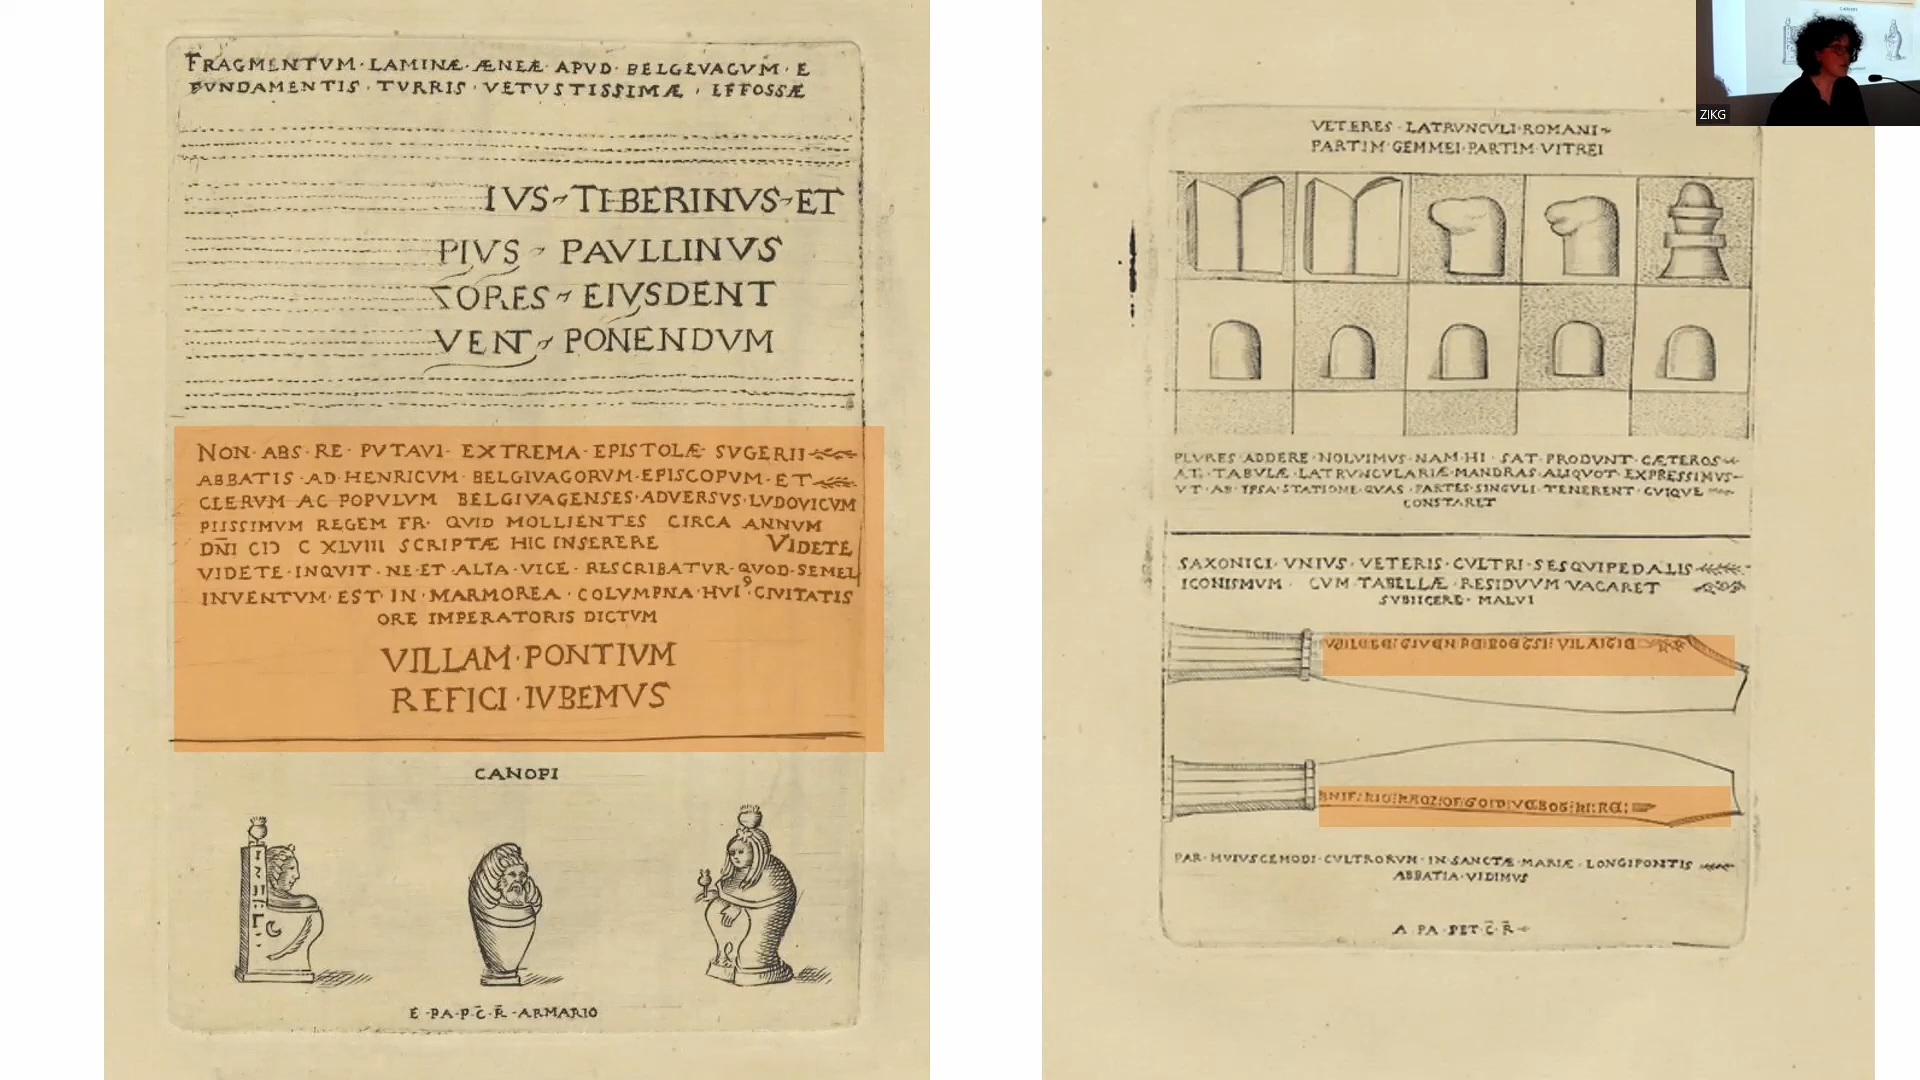 FRAGMENTVM · LAMINÆ · ÆNEÆ · APVD · BELGEVACVM · E
FVNDAMENTIS · TVRRIS · VETVSTISSIMÆ · EFFOSSÆ
IVS TIBERINVS ET
PIVS PAVLLINVS
TORES EIVSDENT
VENT PONENDVM
NON · ABS · RE · PVTAVI · EXTREMA · EPISTOLÆ · SVGERII
ABBATIS · AD · HENRICVM · BELGIVAGORVM · EPISCOPVM · ET
CLERVM AC POPVLVM BELGIVAGENSES · ADVERSVS · LVDOVICVM
PIISSIMVM REGEM FR · QVID MOLLIENTES CIRCA ANNVM
DN̄I CIↃ C XLVIII SCRIPTÆ HIC INSERERE VIDETE
VIDETE · INQVIT · NE · ET · ALIA · VICE · RESCRIBATVR · QVOD · SEMEL
INVENTVM · EST · IN · MARMOREA · COLVMPNA · HVI⁹ · CIVITATIS
ORE IMPERATORIS DICTVM
VILLAM · PONTIVM
REFICI · IVBEMVS
CANOPI
E · PA · P · C̄ · R̄ · ARMARIO
VETERES · LATRVNCVLI · ROMANI
PARTIM · GEMMEI · PARTIM · VITREI
PLVRES · ADDERE · NOLVIMVS · NAM · HI · SAT · PRODVNT · CÆTEROS
AT · TABVLÆ · LATRVNCVLARIÆ · MANDRAS · ALIQVOT · EXPRESSIMVS
VT · AB · IPSA · STATIONE · QVAS · PARTES · SINGVLI · TENERENT · CVIQVE
CONSTARET
SAXONICI · VNIVS · VETERIS · CVLTRI · SESQVIPEDALIS
ICONISMVM · CVM · TABELLÆ · RESIDVVM VACARET
SVBIICERE · MALVI
PAR · HVIVSCEMODI · CVLTRORVM · IN · SANCTÆ · MARIÆ · LONGIPONTIS
ABBATIA · VIDIMVS
A · PA · PET · C̄ · R̄
ZIKG